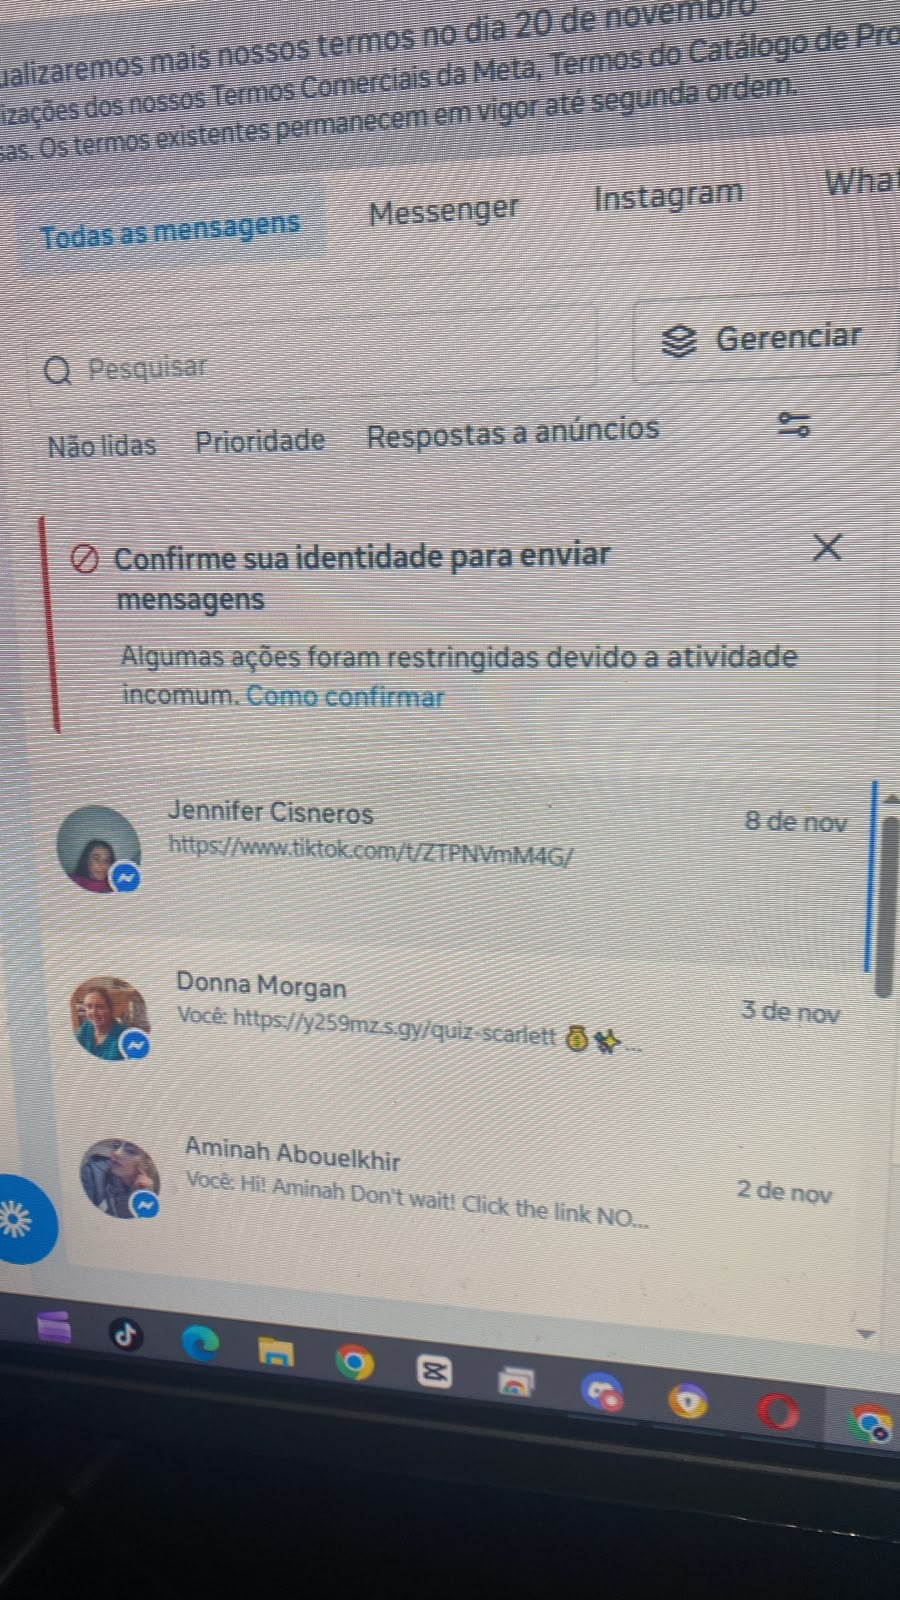 ualizaremos mais nossos termos no dia 20 de novembro
izações dos nossos Termos Comerciais da Meta, Termos do Catálogo de Pro
sas. Os termos existentes permanecem em vigor até segunda ordem.
Todas as mensagens Messenger Instagram What
Pesquisar Gerenciar
Não lidas Prioridade Respostas a anúncios
Confirme sua identidade para enviar
mensagens
Algumas ações foram restringidas devido a atividade
incomum. Como confirmar
Jennifer Cisneros 8 de nov
https://www.tiktok.com/t/ZTPNVmM4G/
Donna Morgan 3 de nov
Você: https://y259mz.s.gy/quiz-scarlett 💰✨...
Aminah Abouelkhir 2 de nov
Você: Hi! Aminah Don't wait! Click the link NO...